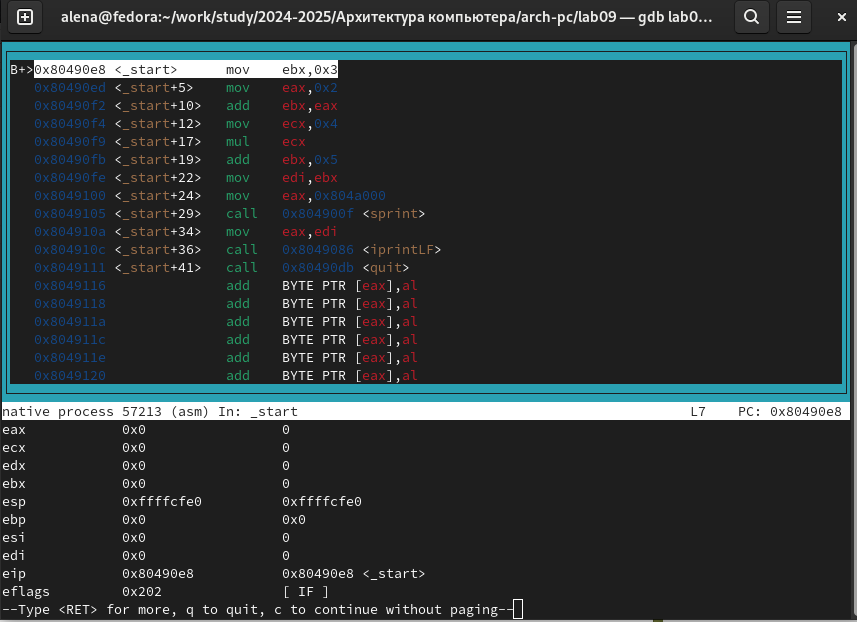 alena@fedora:~/work/study/2024-2025/Архитектура компьютера/arch-pc/lab09 — gdb lab0...
B+>0x80490e8 <_start> mov ebx,0x3
0x80490ed <_start+5> mov eax,0x2
0x80490f2 <_start+10> add ebx,eax
0x80490f4 <_start+12> mov ecx,0x4
0x80490f9 <_start+17> mul ecx
0x80490fb <_start+19> add ebx,0x5
0x80490fe <_start+22> mov edi,ebx
0x8049100 <_start+24> mov eax,0x804a000
0x8049105 <_start+29> call 0x804900f <sprint>
0x804910a <_start+34> mov eax,edi
0x804910c <_start+36> call 0x8049086 <iprintLF>
0x8049111 <_start+41> call 0x80490db <quit>
0x8049116 add BYTE PTR [eax],al
0x8049118 add BYTE PTR [eax],al
0x804911a add BYTE PTR [eax],al
0x804911c add BYTE PTR [eax],al
0x804911e add BYTE PTR [eax],al
0x8049120 add BYTE PTR [eax],al
native process 57213 (asm) In: _start L7 PC: 0x80490e8
eax 0x0 0
ecx 0x0 0
edx 0x0 0
ebx 0x0 0
esp 0xffffcfe0 0xffffcfe0
ebp 0x0 0x0
esi 0x0 0
edi 0x0 0
eip 0x80490e8 0x80490e8 <_start>
eflags 0x202 [ IF ]
--Type <RET> for more, q to quit, c to continue without paging--